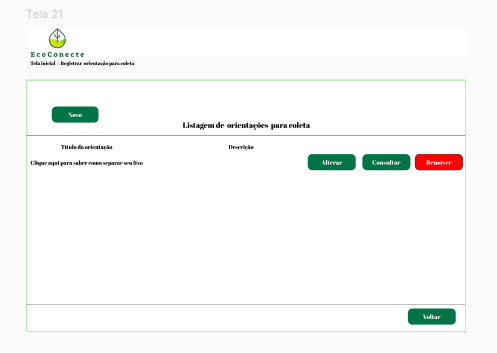 Tela 21
EcoConecte
Tela inicial > Registrar orientação para coleta
Novo
Listagem de orientações para coleta
Título da orientação Descrição
Clique aqui para saber como separar seu lixo Alterar Consultar Remover
Voltar